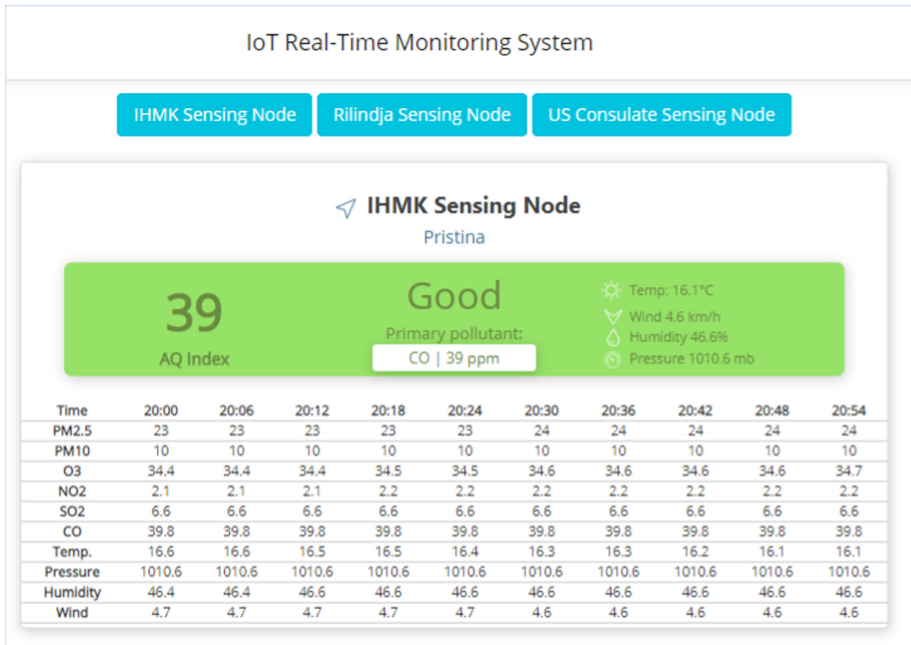 IoT Real-Time Monitoring System
IHMK Sensing Node Rilindja Sensing Node US Consulate Sensing Node
IHMK Sensing Node
Pristina
39
AQ Index
Good
Primary pollutant:
CO | 39 ppm
Temp: 16.1°C
Wind 4.6 km/h
Humidity 46.6%
Pressure 1010.6 mb
Time 20:00 20:06 20:12 20:18 20:24 20:30 20:36 20:42 20:48 20:54
PM2.5 23 23 23 23 23 24 24 24 24 24
PM10 10 10 10 10 10 10 10 10 10 10
O3 34.4 34.4 34.4 34.5 34.5 34.6 34.6 34.6 34.6 34.7
NO2 2.1 2.1 2.1 2.2 2.2 2.2 2.2 2.2 2.2 2.2
SO2 6.6 6.6 6.6 6.6 6.6 6.6 6.6 6.6 6.6 6.6
CO 39.8 39.8 39.8 39.8 39.8 39.8 39.8 39.8 39.8 39.8
Temp. 16.6 16.6 16.5 16.5 16.4 16.3 16.3 16.2 16.1 16.1
Pressure 1010.6 1010.6 1010.6 1010.6 1010.6 1010.6 1010.6 1010.6 1010.6 1010.6
Humidity 46.4 46.4 46.6 46.6 46.6 46.6 46.6 46.6 46.6 46.6
Wind 4.7 4.7 4.7 4.7 4.7 4.6 4.6 4.6 4.6 4.6